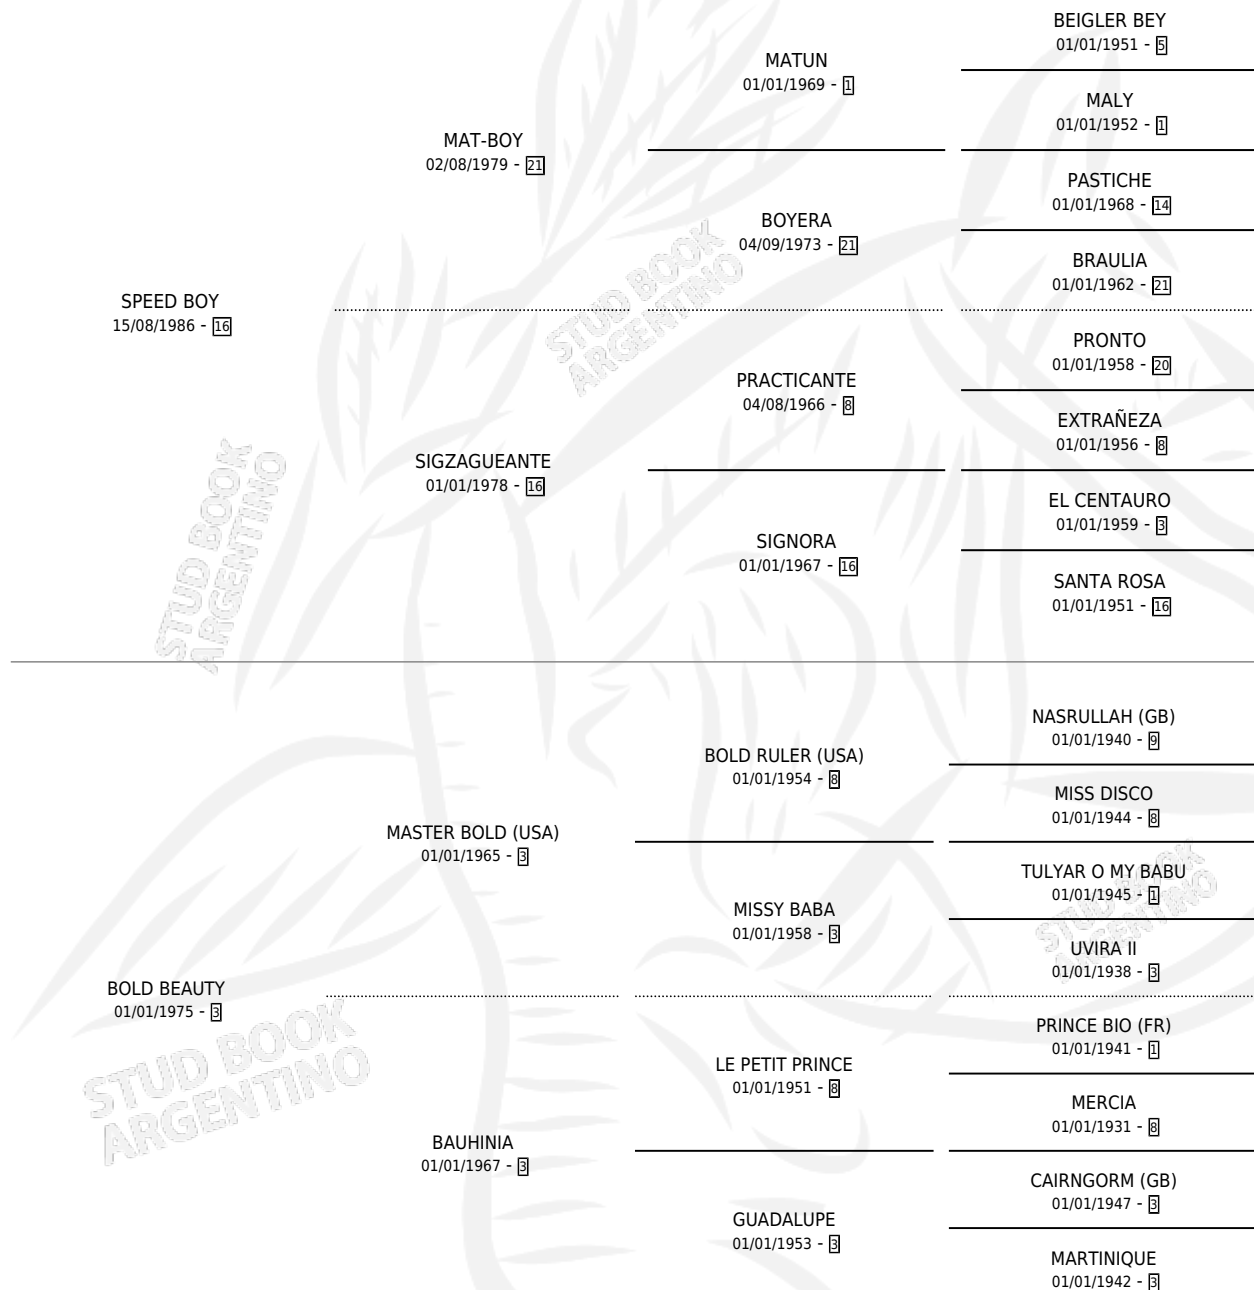 BEIGLER BEY
01/01/1951 - 5
MATUN
01/01/1969 - 1
MALY
01/01/1952 - 1
MAT-BOY
02/08/1979 - 21
PASTICHE
01/01/1968 - 14
BOYERA
04/09/1973 - 21
BRAULIA
01/01/1962 - 21
SPEED BOY
15/08/1986 - 16
PRONTO
01/01/1958 - 20
PRACTICANTE
04/08/1966 - 8
EXTRAÑEZA
01/01/1956 - 8
SIGZAGUEANTE
01/01/1978 - 16
EL CENTAURO
01/01/1959 - 3
SIGNORA
01/01/1967 - 16
SANTA ROSA
01/01/1951 - 16
STUD BOOK
ARGENTINO
STUD BOOK
ARGENTINO
NASRULLAH (GB)
01/01/1940 - 9
BOLD RULER (USA)
01/01/1954 - 8
MISS DISCO
01/01/1944 - 8
MASTER BOLD (USA)
01/01/1965 - 3
TULYAR O MY BABU
01/01/1945 - 1
MISSY BABA
01/01/1958 - 3
UVIRA II
01/01/1938 - 3
BOLD BEAUTY
01/01/1975 - 3
PRINCE BIO (FR)
01/01/1941 - 1
LE PETIT PRINCE
01/01/1951 - 8
MERCIA
01/01/1931 - 8
BAUHINIA
01/01/1967 - 3
CAIRNGORM (GB)
01/01/1947 - 3
GUADALUPE
01/01/1953 - 3
MARTINIQUE
01/01/1942 - 3
STUD BOOK
ARGENTINO
STUD BOOK
ARGENTINO